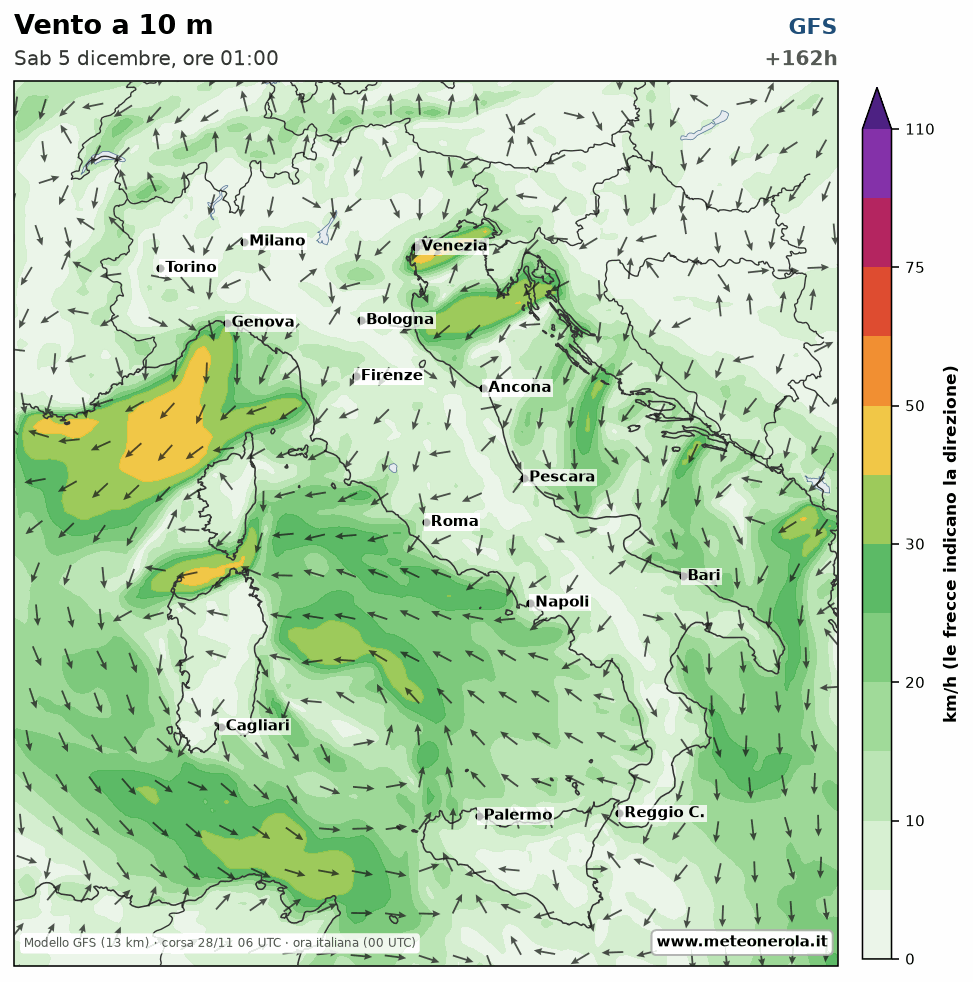 Vento a 10 m
GFS
Sab 5 dicembre, ore 01:00
+162h
110
75
50
30
20
10
0
km/h (le frecce indicano la direzione)
Venezia
Milano
Torino
Bologna
Genova
Firenze
Ancona
Pescara
Roma
Bari
Napoli
Cagliari
Palermo
Reggio C.
Modello GFS (13 km) · corsa 28/11 06 UTC · ora italiana (00 UTC)
www.meteonerola.it